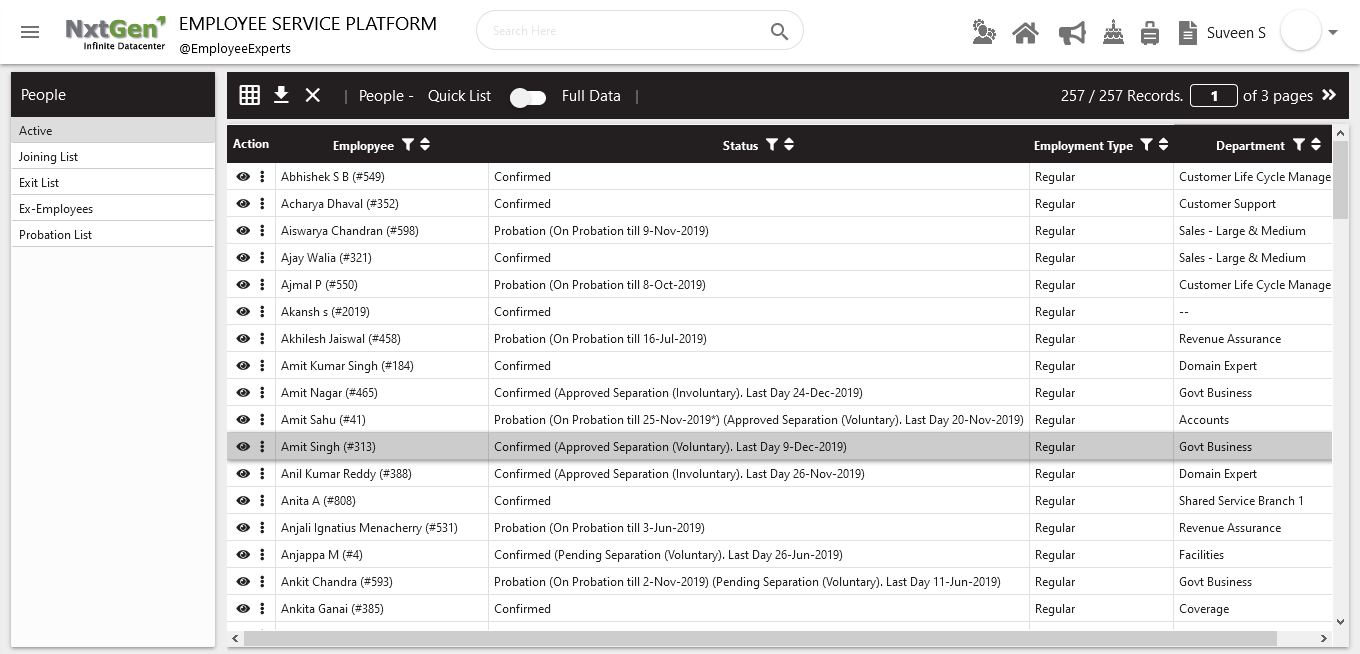 NxtGen
Infinite Datacenter
EMPLOYEE SERVICE PLATFORM
@EmployeeExperts
Search Here
Suveen S
People
Active
Joining List
Exit List
Ex-Employees
Probation List
| People - Quick List Full Data |
257 / 257 Records. 1 of 3 pages
Action Emplopyee Status Employment Type Department
Abhishek S B (#549) Confirmed Regular Customer Life Cycle Manage
Acharya Dhaval (#352) Confirmed Regular Customer Support
Aiswarya Chandran (#598) Probation (On Probation till 9-Nov-2019) Regular Sales - Large & Medium
Ajay Walia (#321) Confirmed Regular Sales - Large & Medium
Ajmal P (#550) Probation (On Probation till 8-Oct-2019) Regular Customer Life Cycle Manage
Akansh s (#2019) Confirmed Regular --
Akhilesh Jaiswal (#458) Probation (On Probation till 16-Jul-2019) Regular Revenue Assurance
Amit Kumar Singh (#184) Confirmed Regular Domain Expert
Amit Nagar (#465) Confirmed (Approved Separation (Involuntary). Last Day 24-Dec-2019) Regular Govt Business
Amit Sahu (#41) Probation (On Probation till 25-Nov-2019*) (Approved Separation (Voluntary). Last Day 20-Nov-2019) Regular Accounts
Amit Singh (#313) Confirmed (Approved Separation (Voluntary). Last Day 9-Dec-2019) Regular Govt Business
Anil Kumar Reddy (#388) Confirmed (Approved Separation (Involuntary). Last Day 26-Nov-2019) Regular Domain Expert
Anita A (#808) Confirmed Regular Shared Service Branch 1
Anjali Ignatius Menacherry (#531) Probation (On Probation till 3-Jun-2019) Regular Revenue Assurance
Anjappa M (#4) Confirmed (Pending Separation (Voluntary). Last Day 26-Jun-2019) Regular Facilities
Ankit Chandra (#593) Probation (On Probation till 2-Nov-2019) (Pending Separation (Voluntary). Last Day 11-Jun-2019) Regular Govt Business
Ankita Ganai (#385) Confirmed Regular Coverage